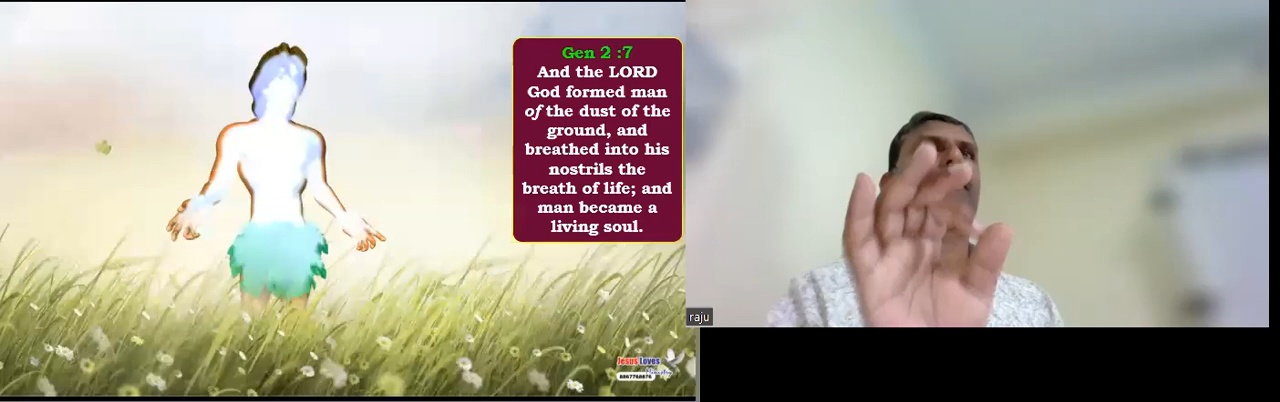 Gen 2 :7
And the LORD
God formed man
of the dust of the
ground, and
breathed into his
nostrils the
breath of life; and
man became a
living soul.
raju
Jesus Loves
Ministry